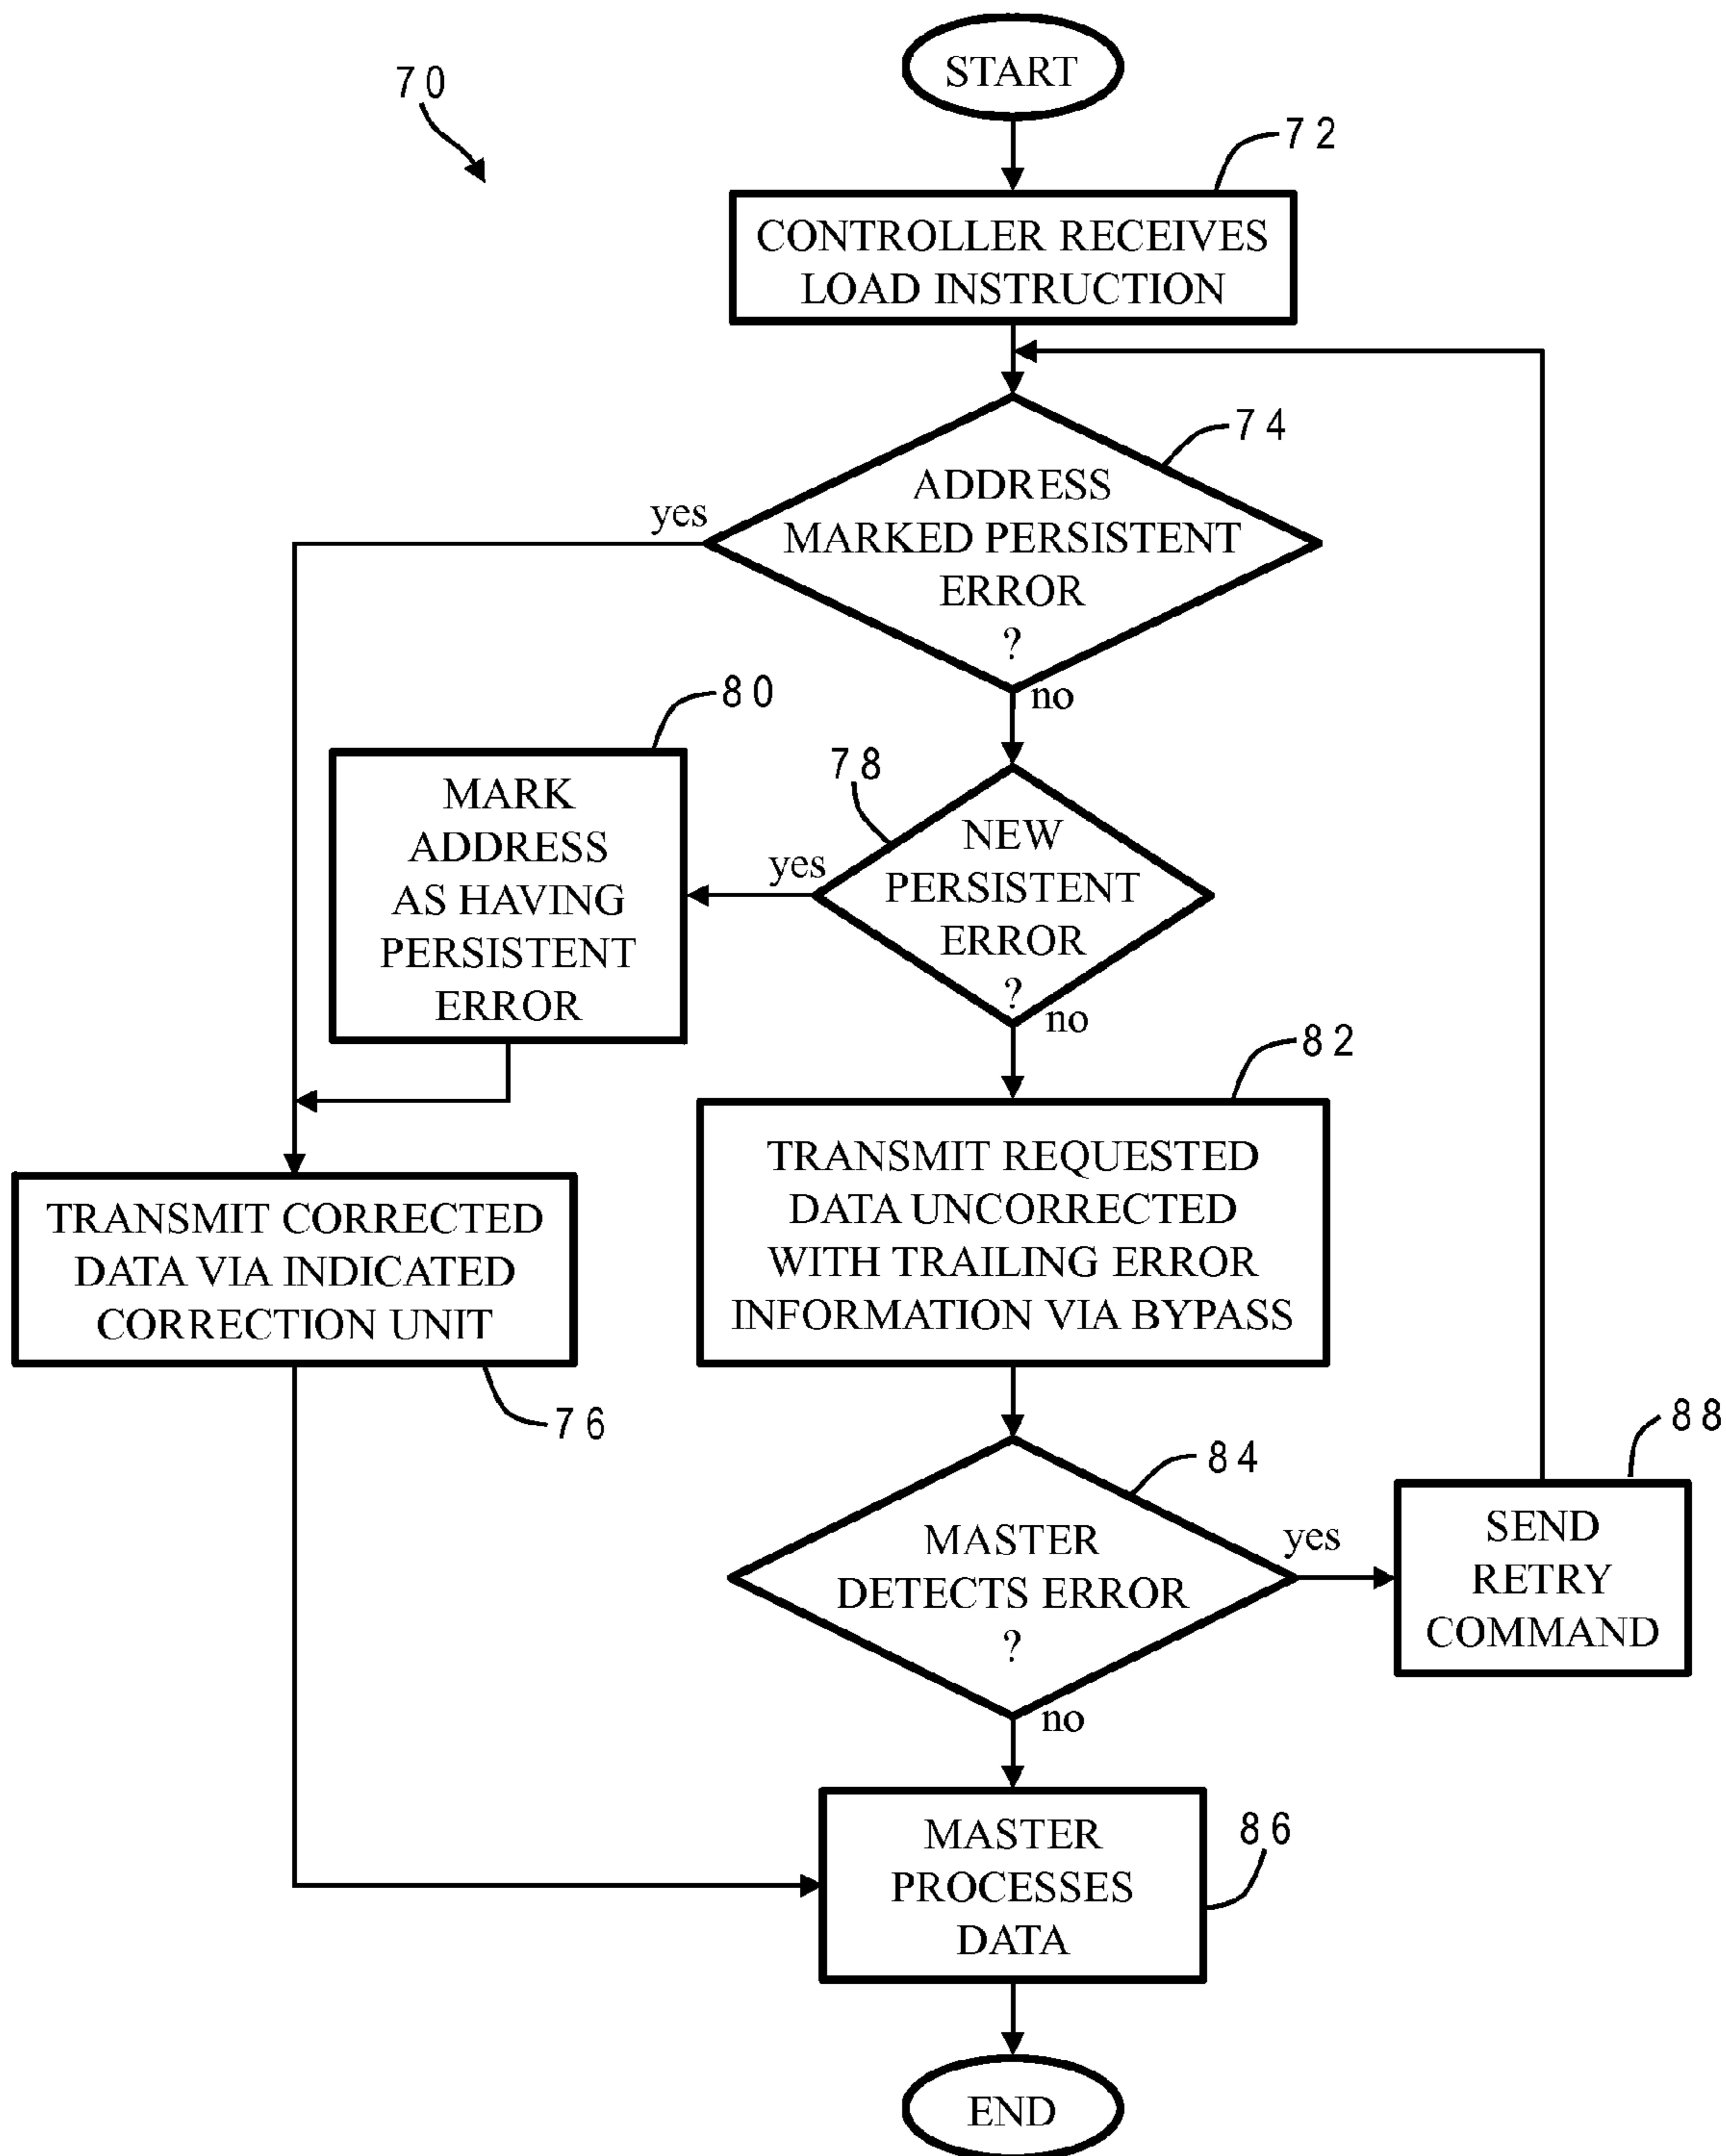 START
70
72
CONTROLLER RECEIVES
LOAD INSTRUCTION
74
ADDRESS
MARKED PERSISTENT
ERROR
?
yes
no
80
MARK
ADDRESS
AS HAVING
PERSISTENT
ERROR
78
NEW
PERSISTENT
ERROR
?
yes
no
82
TRANSMIT REQUESTED
DATA UNCORRECTED
WITH TRAILING ERROR
INFORMATION VIA BYPASS
TRANSMIT CORRECTED
DATA VIA INDICATED
CORRECTION UNIT
76
84
MASTER
DETECTS ERROR
?
yes
no
88
SEND
RETRY
COMMAND
MASTER
PROCESSES
DATA
86
END